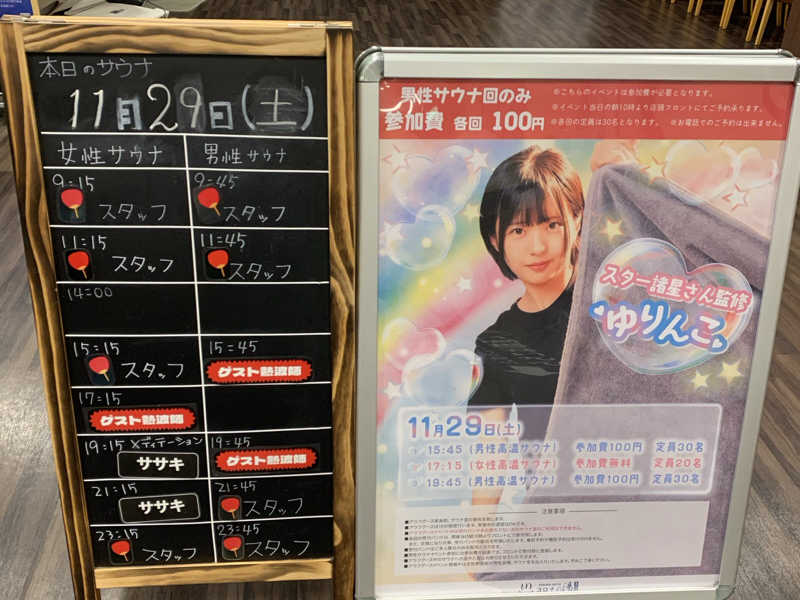 本日のサウナ
11月29日(土)
女性サウナ 男性サウナ
9:15 スタッフ 9:45 スタッフ
11:15 スタッフ 11:45 スタッフ
14:00
15:15 スタッフ 15:45 ゲスト熱波師
17:15 ゲスト熱波師
19:15 メディテーション ササキ 19:45 ゲスト熱波師
21:15 ササキ 21:45 スタッフ
23:15 スタッフ 23:45 スタッフ
男性サウナ回のみ
参加費 各回 100円
※こちらのイベントは参加費が必要となります。
※イベント当日の朝10時より店頭フロントにてご予約承ります。
※各回の定員は30名となります。 ※お電話でのご予約は出来ません。
スター諸星さん監修
ゆりんこ
11月29日(土)
15:45 (男性高温サウナ) 参加費100円 定員30名
17:15 (女性高温サウナ) 参加費無料 定員20名
19:45 (男性高温サウナ) 参加費100円 定員30名
注意事項